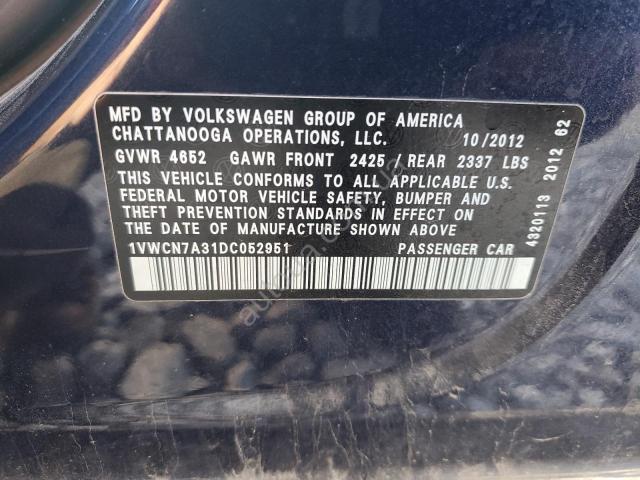 MFD BY VOLKSWAGEN GROUP OF AMERICA
CHATTANOOGA OPERATIONS, LLC. 10/2012
GVWR 4652 GAWR FRONT 2425/REAR 2337 LBS
THIS VEHICLE CONFORMS TO ALL APPLICABLE U.S.
FEDERAL MOTOR VEHICLE SAFETY, BUMPER AND
THEFT PREVENTION STANDARDS IN EFFECT ON
THE DATE OF MANUFACTURE SHOWN ABOVE
1VWCN7A31DC052951 PASSENGER CAR
4320113 2012 62